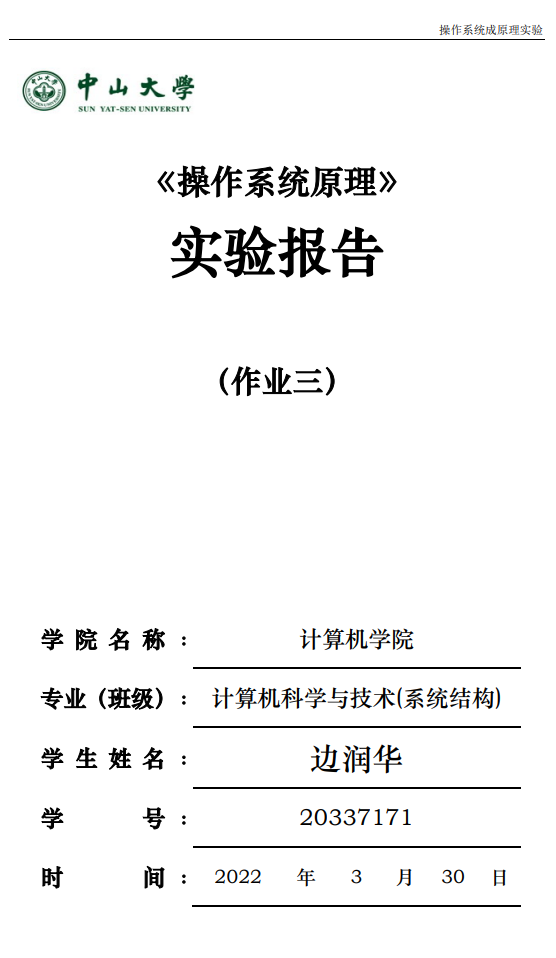 操作系统成原理实验
中山大學
SUN YAT-SEN UNIVERSITY
《操作系统原理》
实验报告
（作业三）
学院名称：计算机学院
专业（班级）：计算机科学与技术(系统结构)
学生姓名：边润华
学号：20337171
时间：2022 年 3 月 30 日